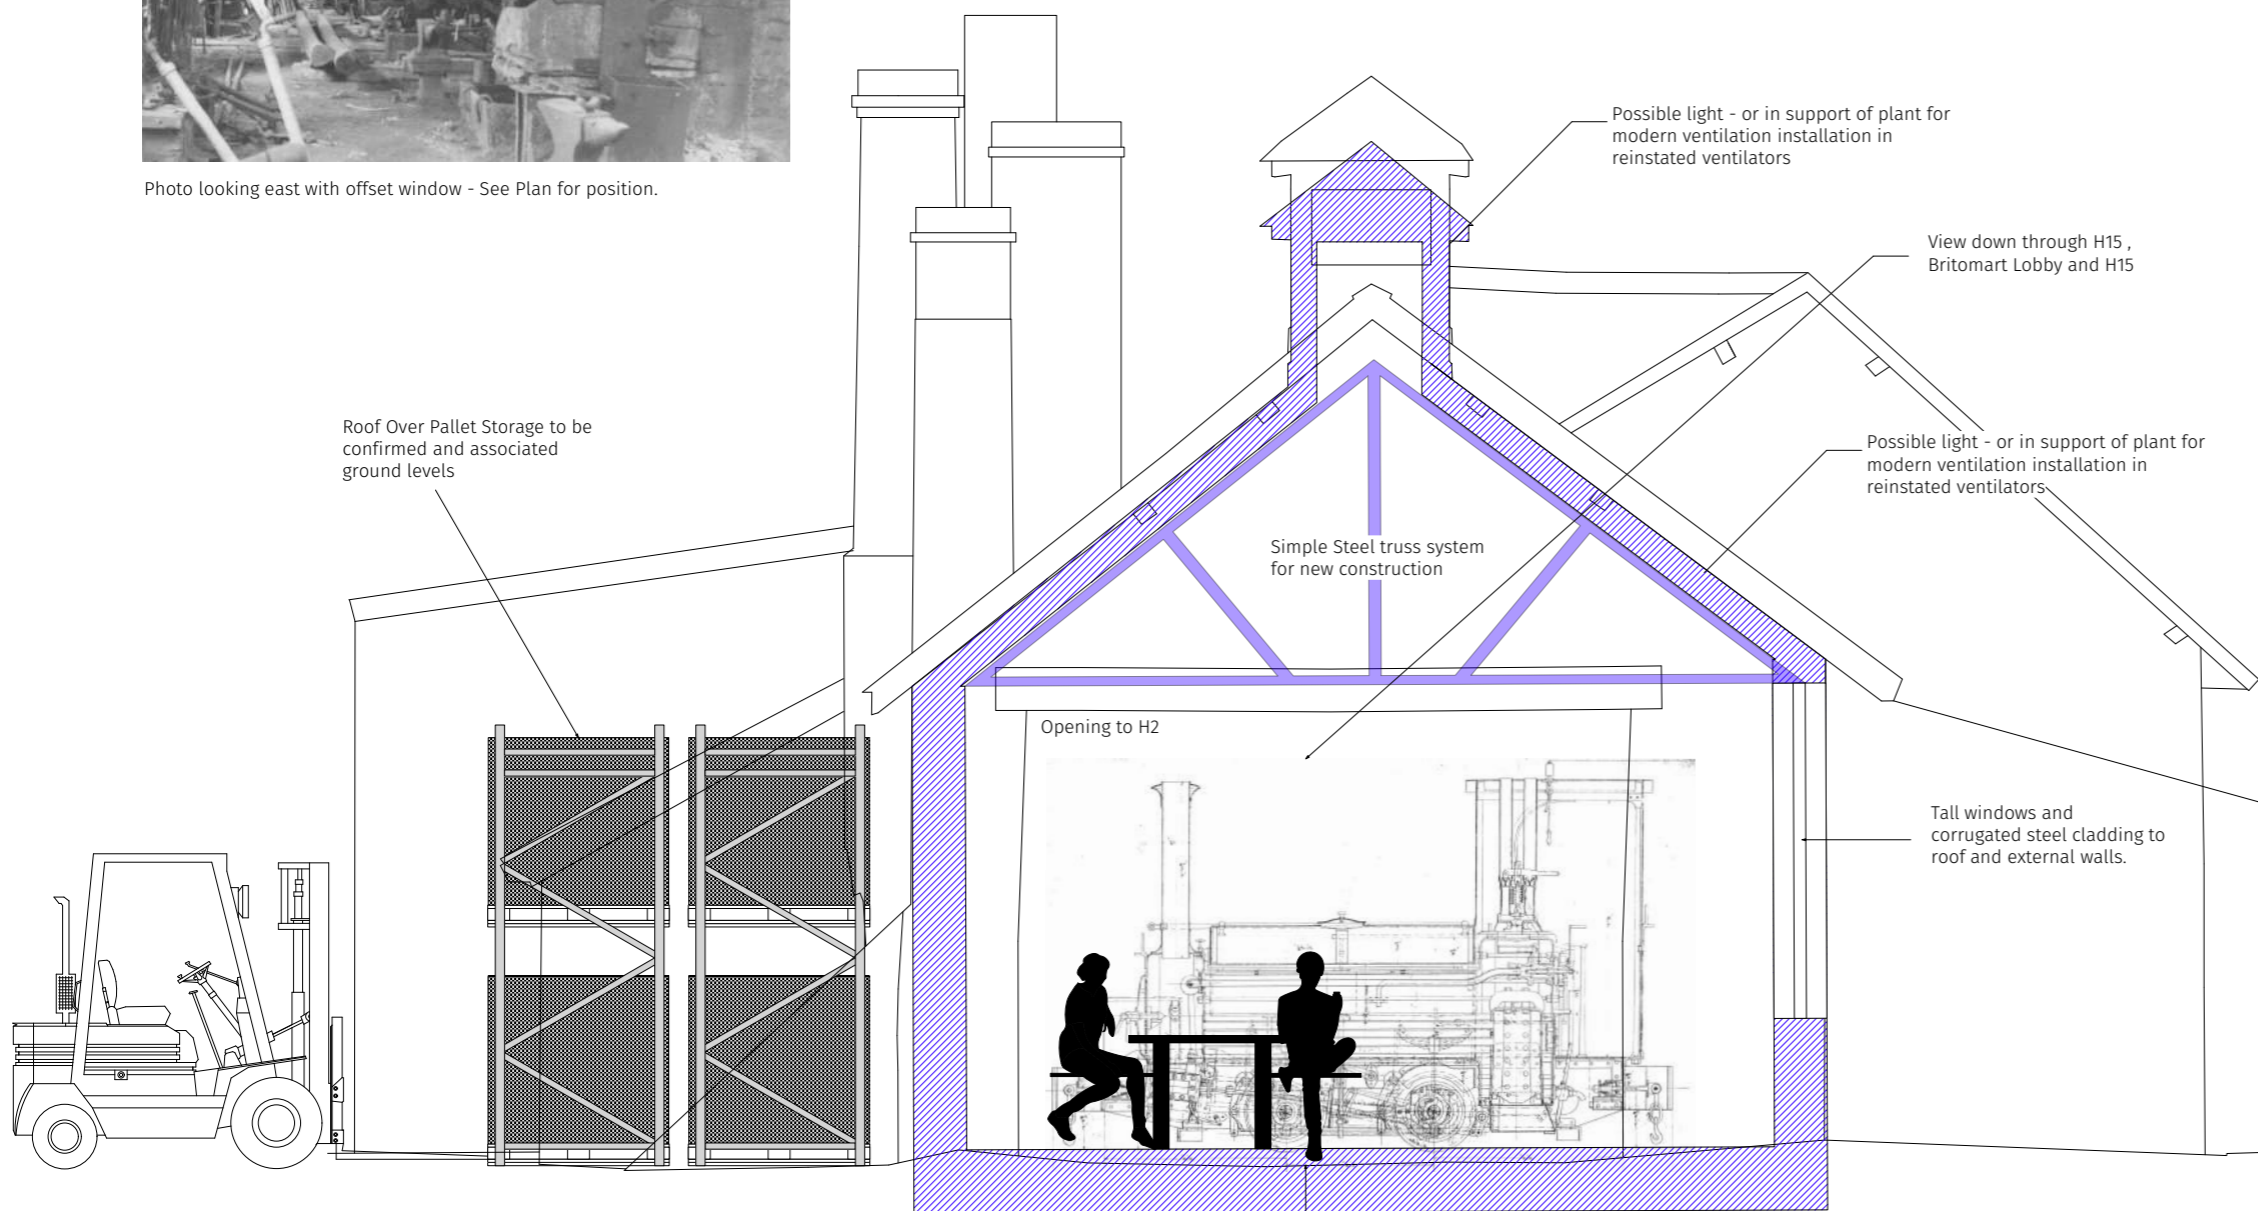 Photo looking east with offset window - See Plan for position.
Possible light - or in support of plant for
modern ventilation installation in
reinstated ventilators
View down through H15 ,
Britomart Lobby and H15
Roof Over Pallet Storage to be
confirmed and associated
ground levels
Possible light - or in support of plant for
modern ventilation installation in
reinstated ventilators
Simple Steel truss system
for new construction
Opening to H2
Tall windows and
corrugated steel cladding to
roof and external walls.